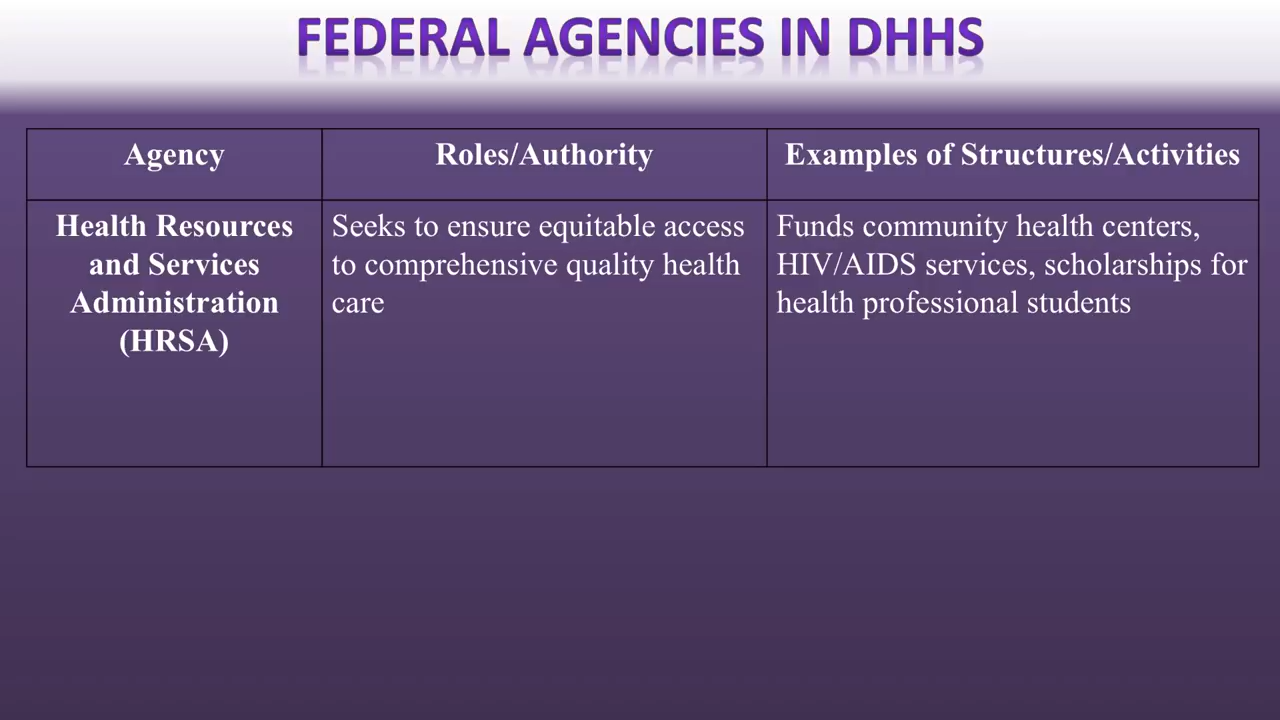 FEDERAL AGENCIES IN DHHS
Agency
Roles/Authority
Examples of Structures/Activities
Health Resources
and Services
Administration
(HRSA)
Seeks to ensure equitable access
to comprehensive quality health
care
Funds community health centers,
HIV/AIDS services, scholarships for
health professional students